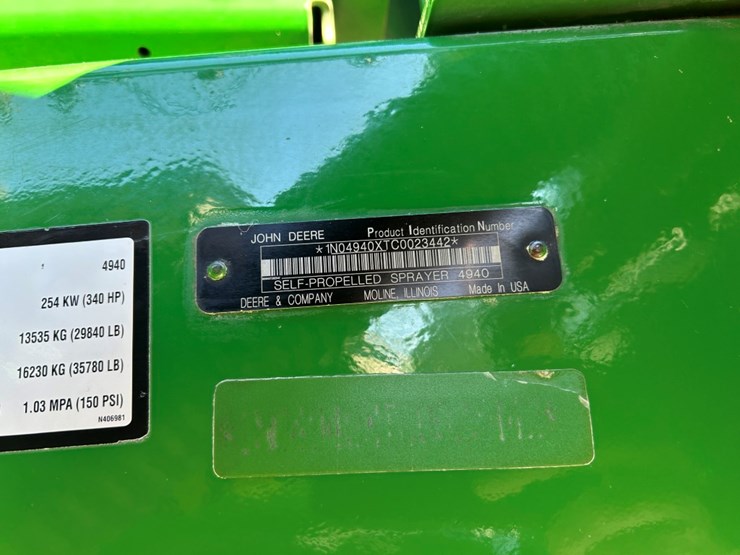 JOHN DEERE Product Identification Number
*1N04940XTC0023442*
SELF-PROPELLED SPRAYER 4940
DEERE & COMPANY MOLINE, ILLINOIS Made In USA
4940
254 KW (340 HP)
13535 KG (29840 LB)
16230 KG (35780 LB)
1.03 MPA (150 PSI)
N406981